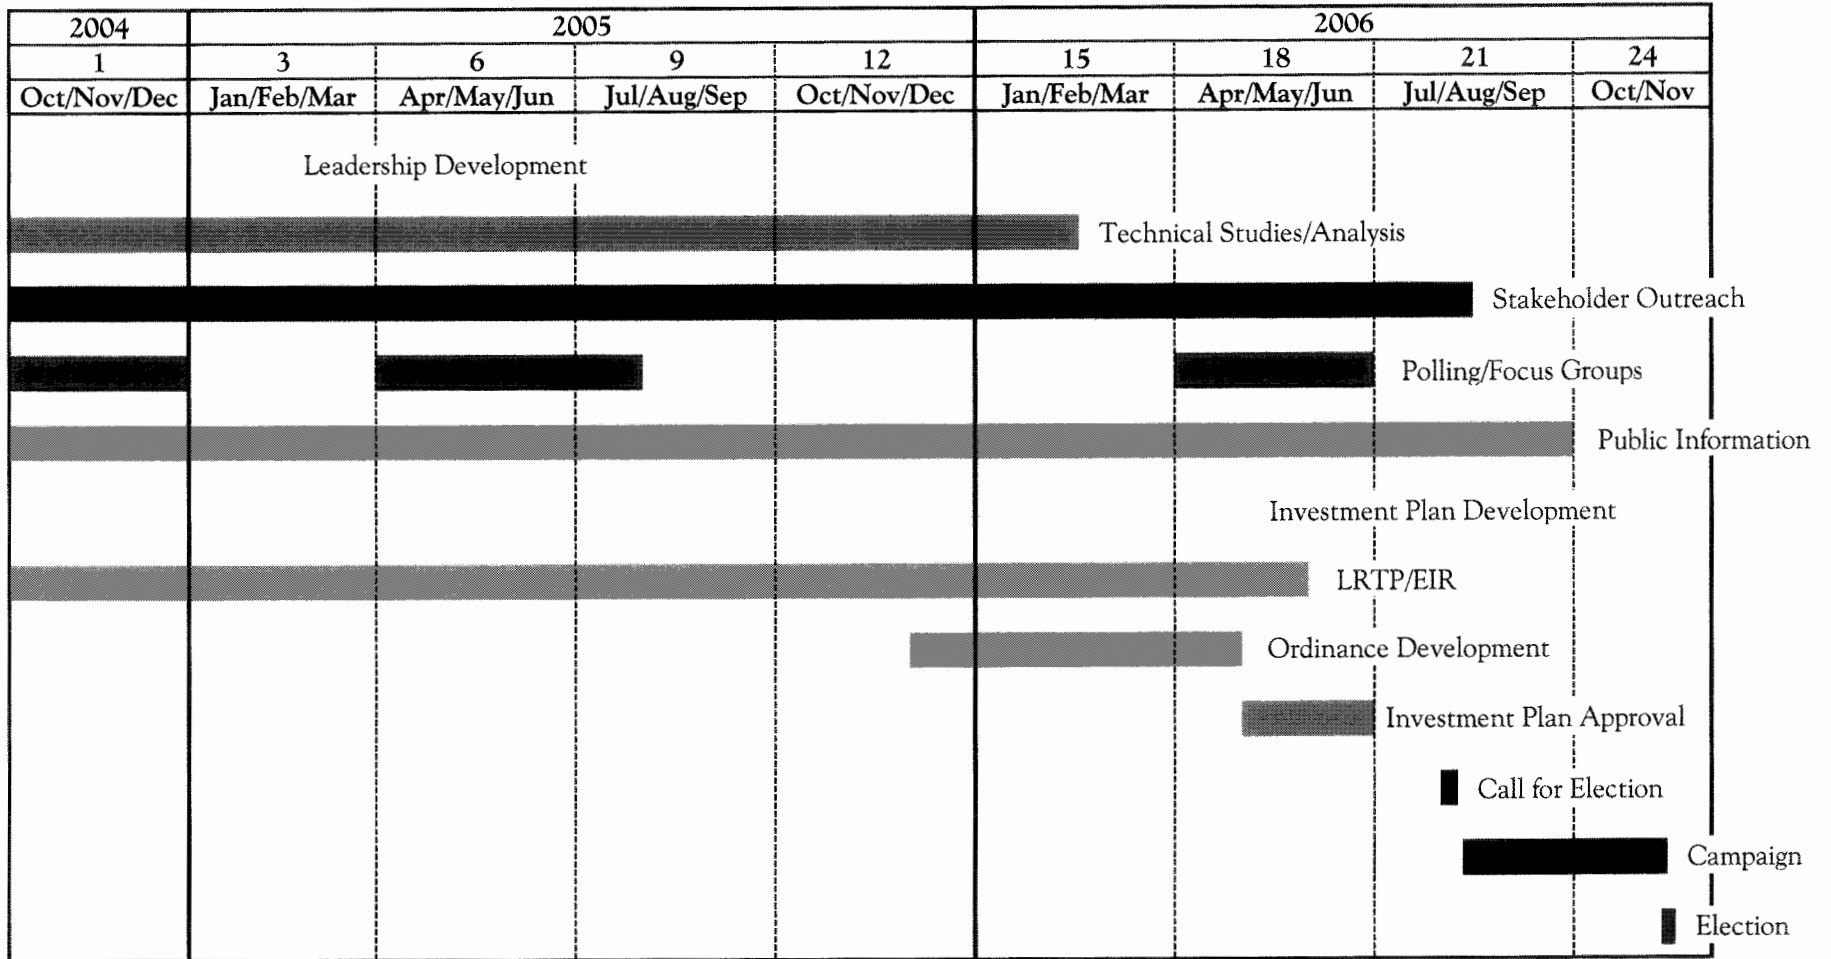 2004 2005 2006
1 3 6 9 12 15 18 21 24
Oct/Nov/Dec Jan/Feb/Mar Apr/May/Jun Jul/Aug/Sep Oct/Nov/Dec Jan/Feb/Mar Apr/May/Jun Jul/Aug/Sep Oct/Nov
Leadership Development
Technical Studies/Analysis
Stakeholder Outreach
Polling/Focus Groups
Public Information
Investment Plan Development
LRTP/EIR
Ordinance Development
Investment Plan Approval
Call for Election
Campaign
Election